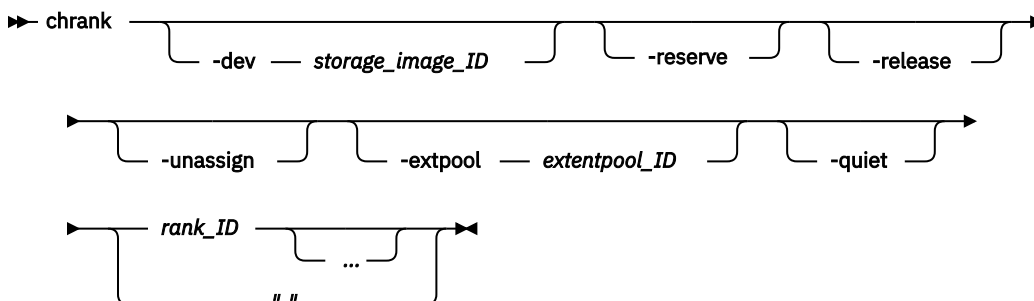 chrank
-dev storage_image_ID -reserve -release
-unassign -extpool extentpool_ID -quiet
rank_ID
...